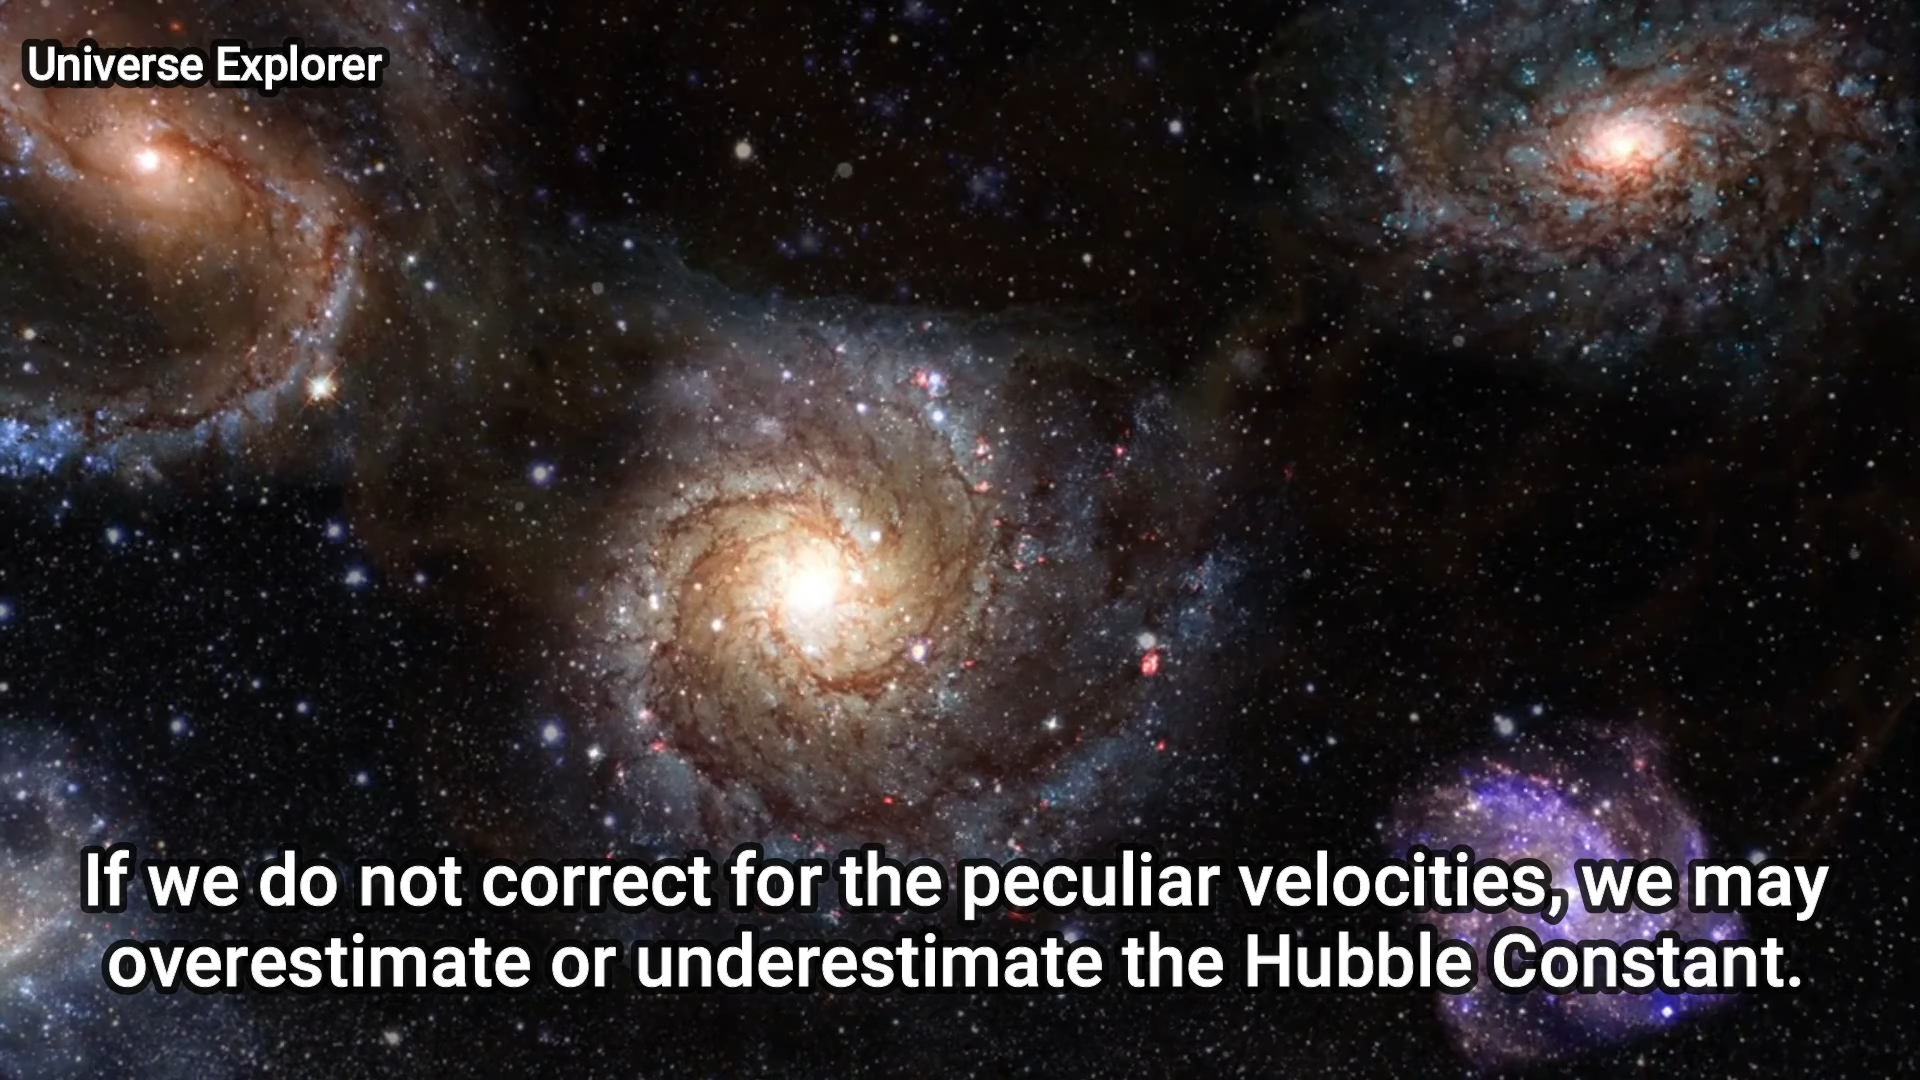 Universe Explorer
If we do not correct for the peculiar velocities, we may
overestimate or underestimate the Hubble Constant.